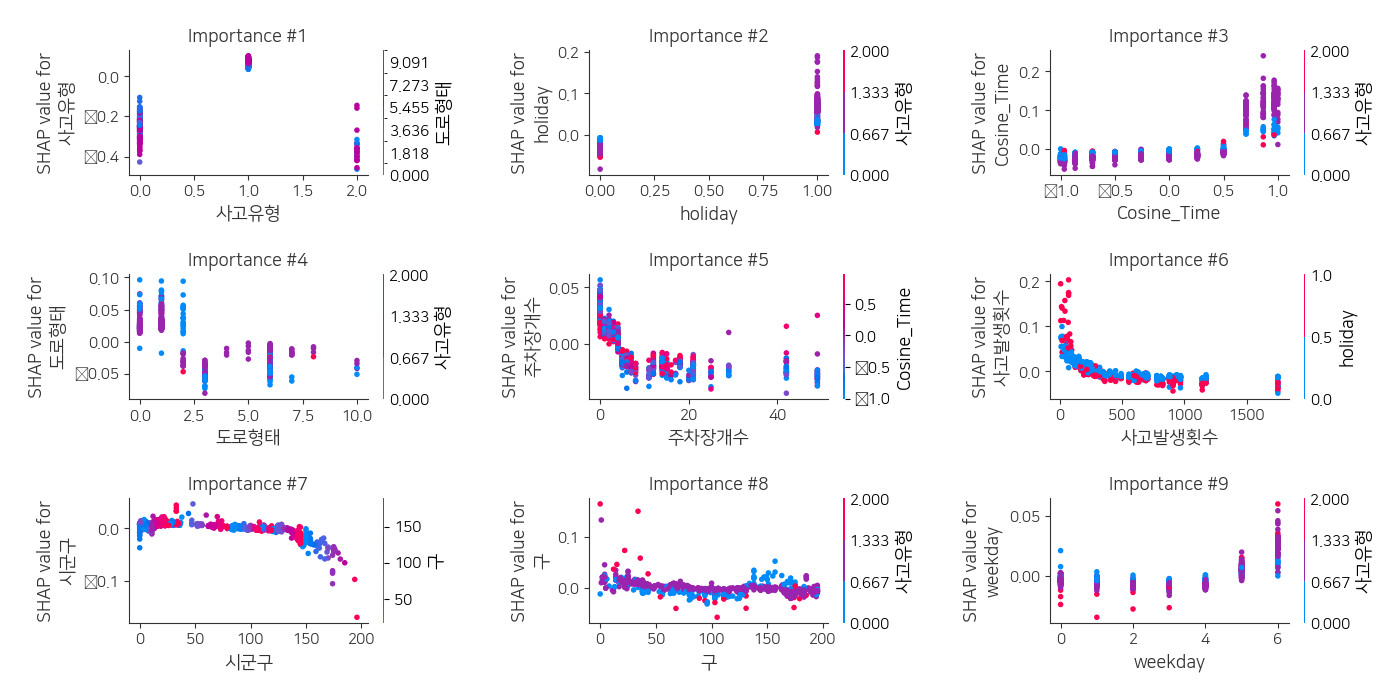 Importance #1
SHAP value for
사고유형
0.0
0.2
0.4
0.0
0.5
1.0
1.5
2.0
사고유형
9.091
7.273
5.455
3.636
1.818
0.000
도로형태
Importance #2
SHAP value for
holiday
0.2
0.1
0.0
0.00
0.25
0.50
0.75
1.00
holiday
2.000
1.333
0.667
0.000
사고유형
Importance #3
SHAP value for
Cosine_Time
0.2
0.1
0.0
1.0
0.5
0.0
0.5
1.0
Cosine_Time
2.000
1.333
0.667
0.000
사고유형
Importance #4
SHAP value for
도로형태
0.10
0.05
0.00
0.05
0.0
2.5
5.0
7.5
10.0
도로형태
2.000
1.333
0.667
0.000
사고유형
Importance #5
SHAP value for
주차장개수
0.05
0.00
0
20
40
주차장개수
0.5
0.0
0.5
1.0
Cosine_Time
Importance #6
SHAP value for
사고발생횟수
0.2
0.1
0.0
0
500
1000
1500
사고발생횟수
1.0
0.5
0.0
holiday
Importance #7
SHAP value for
시군구
0.0
0.1
0
50
100
150
200
시군구
150
100
50
구
Importance #8
SHAP value for
구
0.1
0.0
0
50
100
150
200
구
2.000
1.333
0.667
0.000
사고유형
Importance #9
SHAP value for
weekday
0.05
0.00
0
2
4
6
weekday
2.000
1.333
0.667
0.000
사고유형